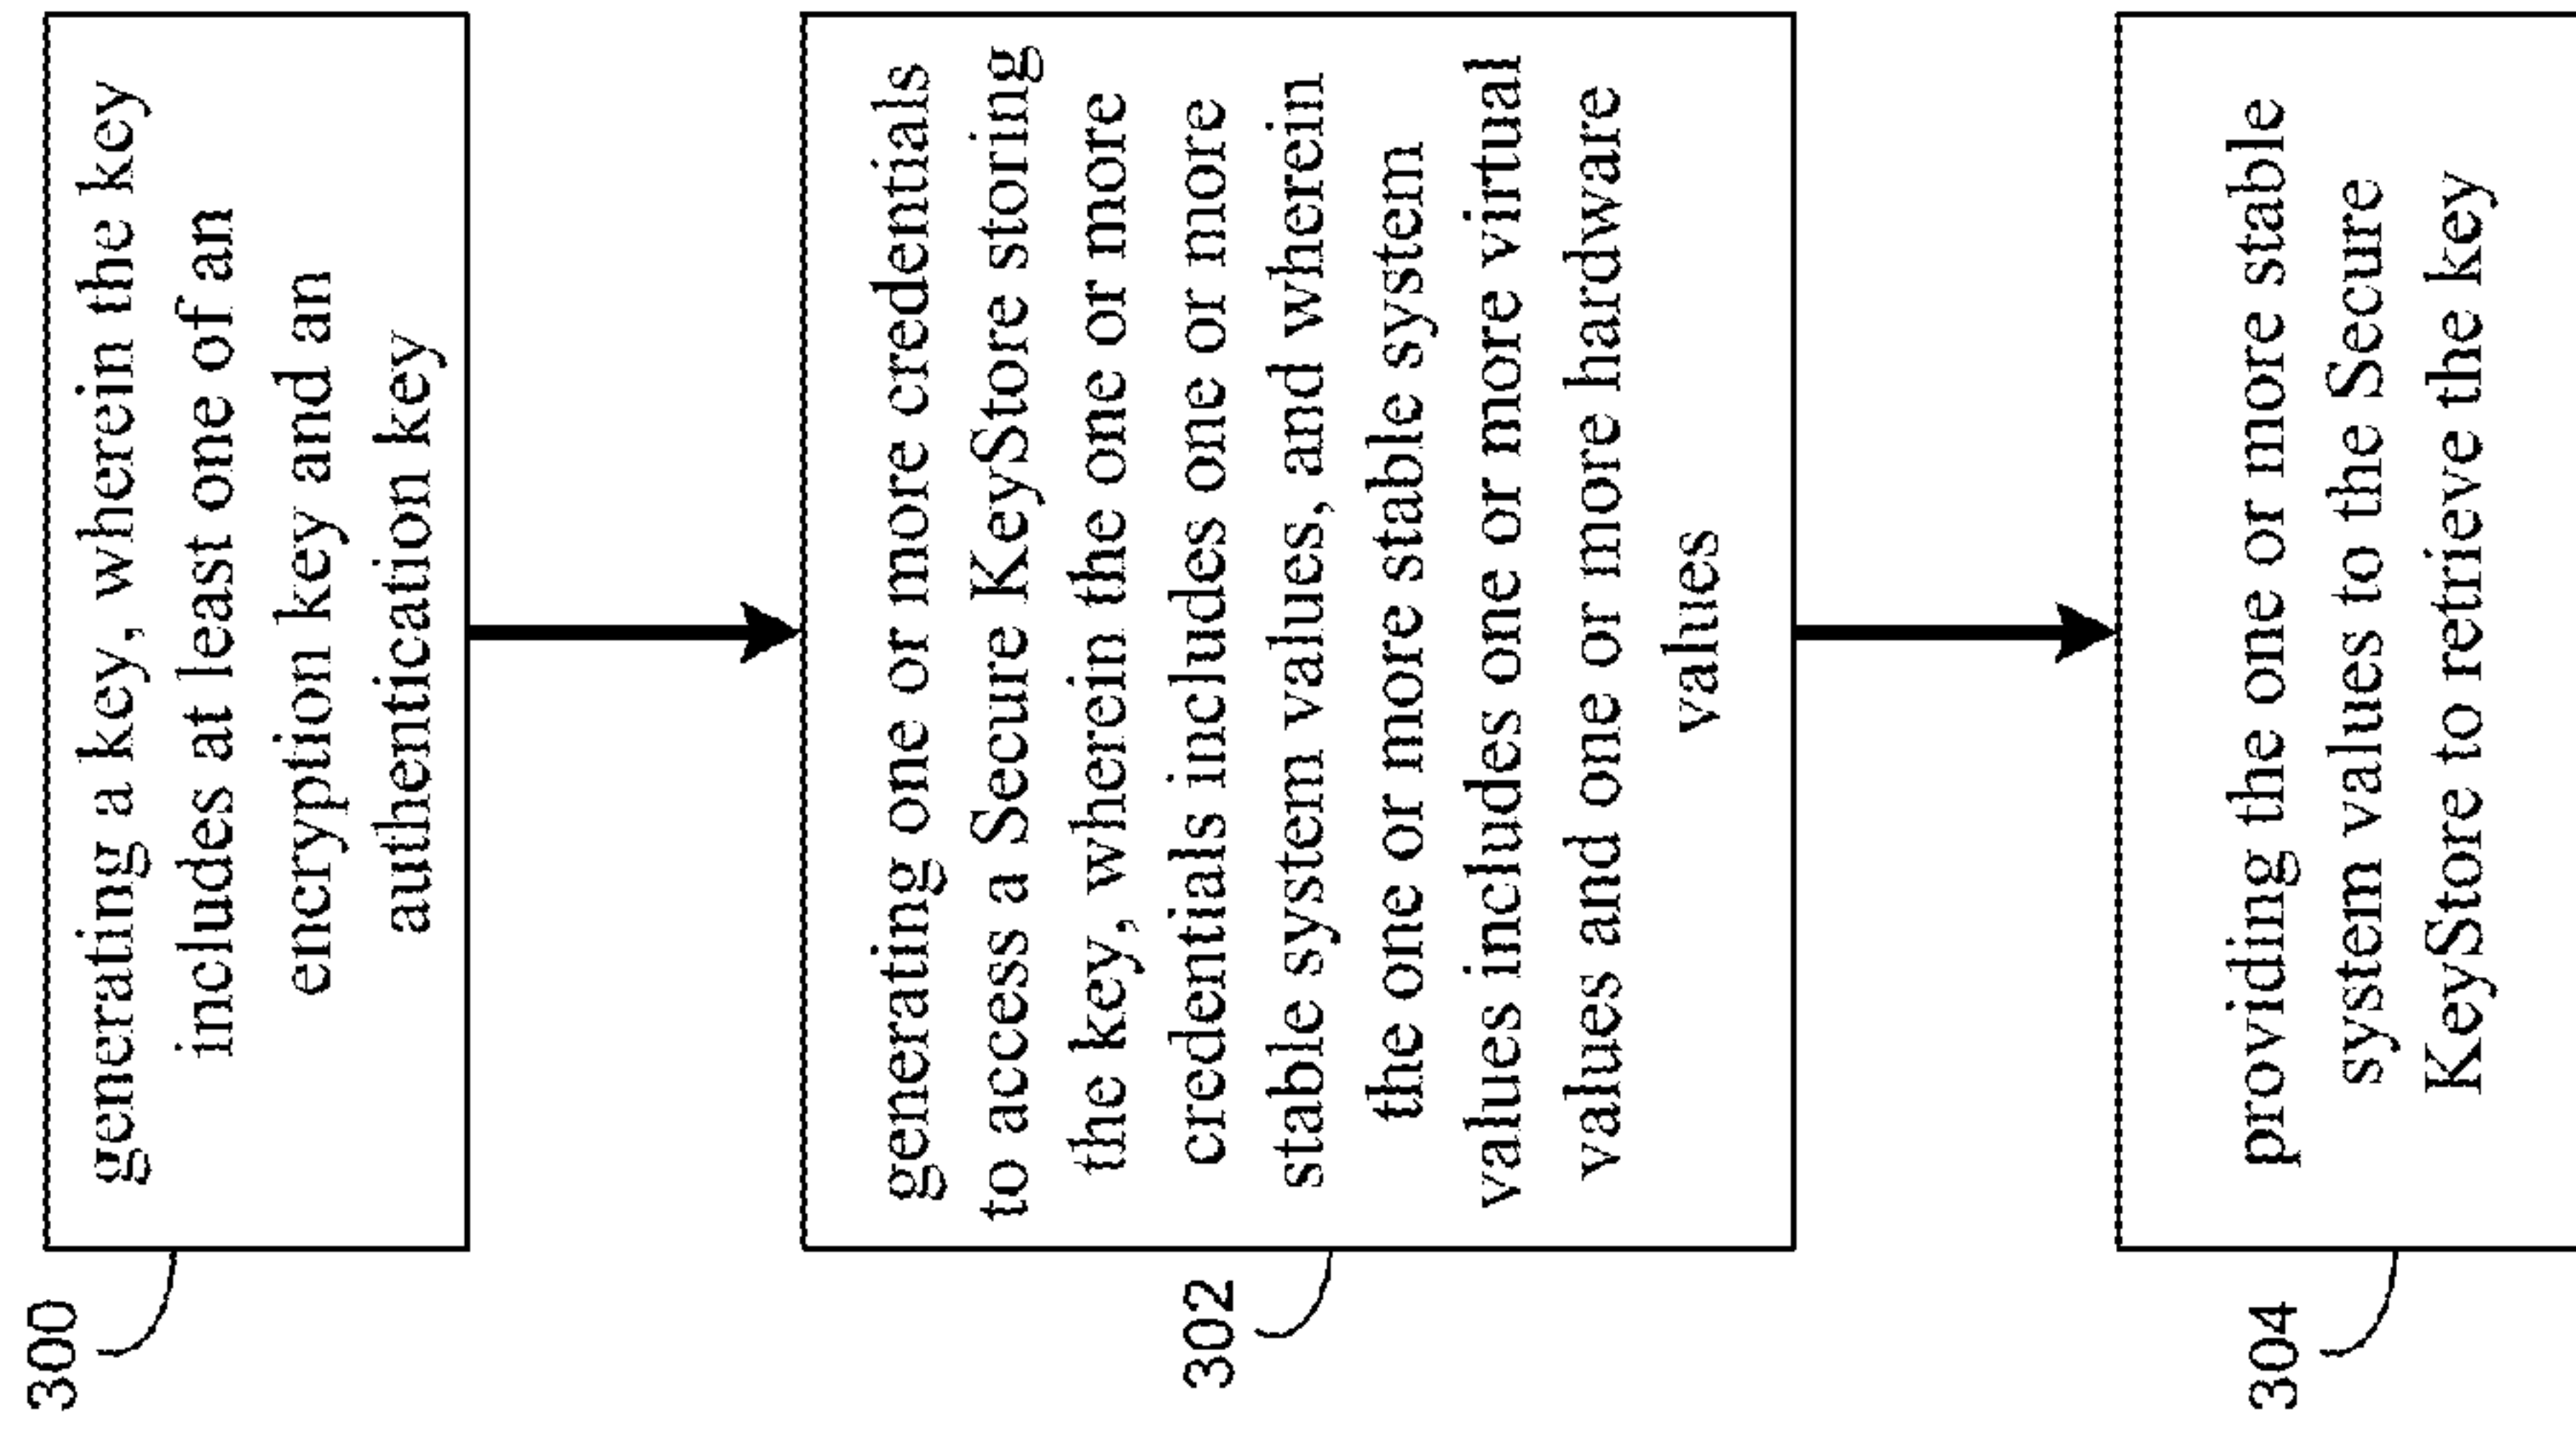 300
generating a key, wherein the key
includes at least one of an
encryption key and an
authentication key
302
generating one or more credentials
to access a Secure KeyStore storing
the key, wherein the one or more
credentials includes one or more
stable system values, and wherein
the one or more stable system
values includes one or more virtual
values and one or more hardware
values
304
providing the one or more stable
system values to the Secure
KeyStore to retrieve the key